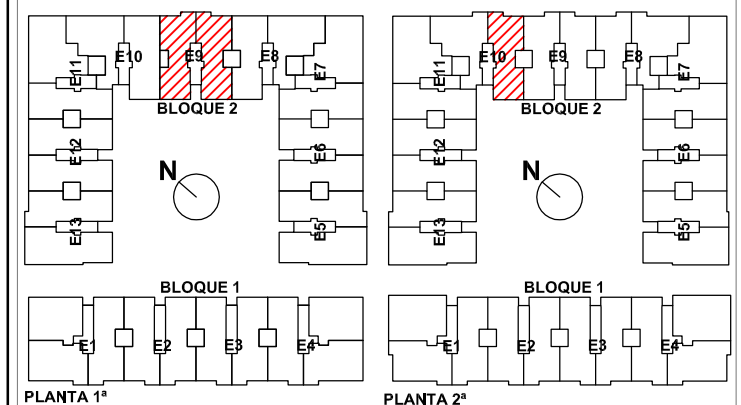 E10 E9 E8
E11 E7
BLOQUE 2
E12 E6
N
E13 E5
BLOQUE 1
E1 E2 E3 E4
PLANTA 1ª
E10 E9 E8
E11 E7
BLOQUE 2
E12 E6
N
E13 E5
BLOQUE 1
E1 E2 E3 E4
PLANTA 2ª